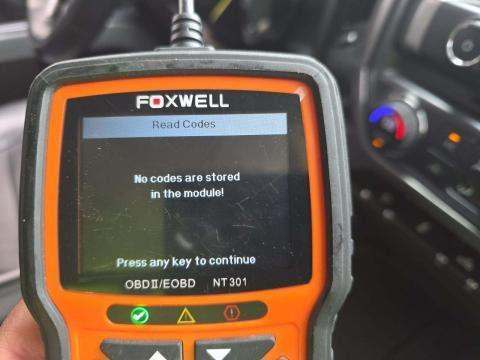 FOXWELL
Read Codes
No codes are stored
in the module!
Press any key to continue
OBDII/EOBD NT301